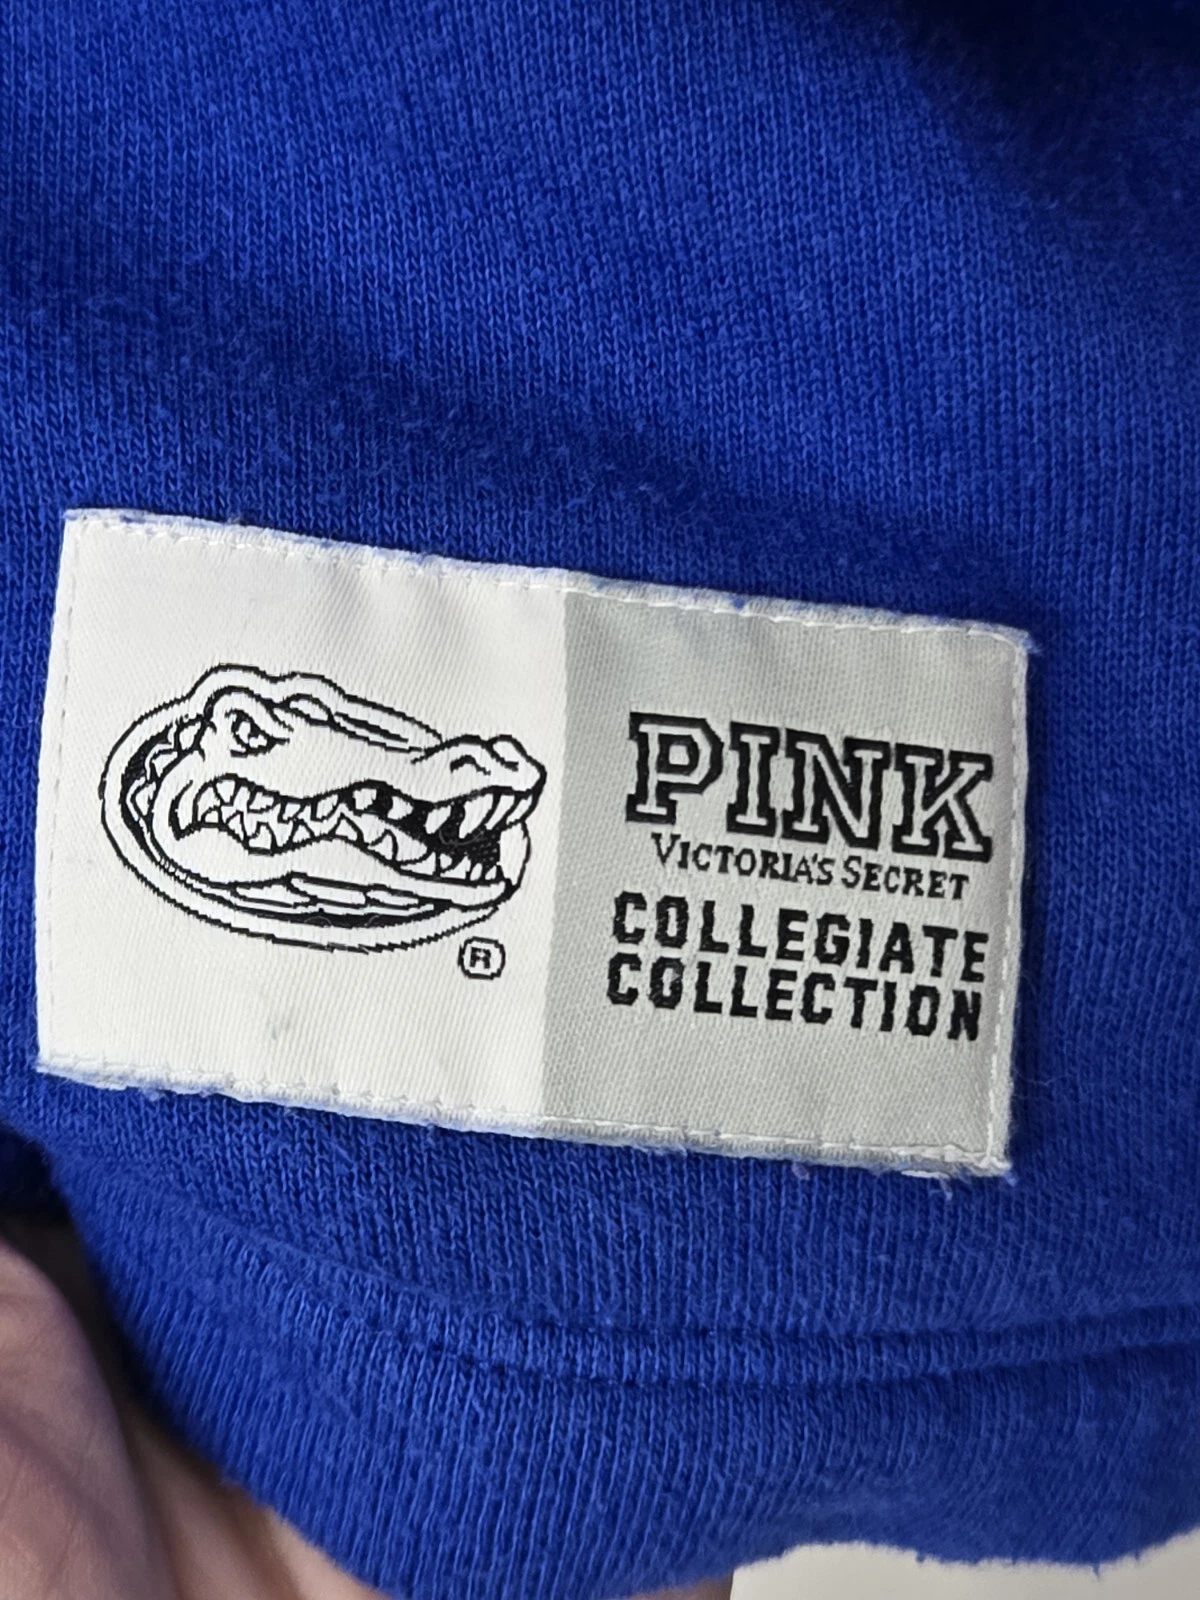 ®
PINK
VICTORIA'S SECRET
COLLEGIATE
COLLECTION